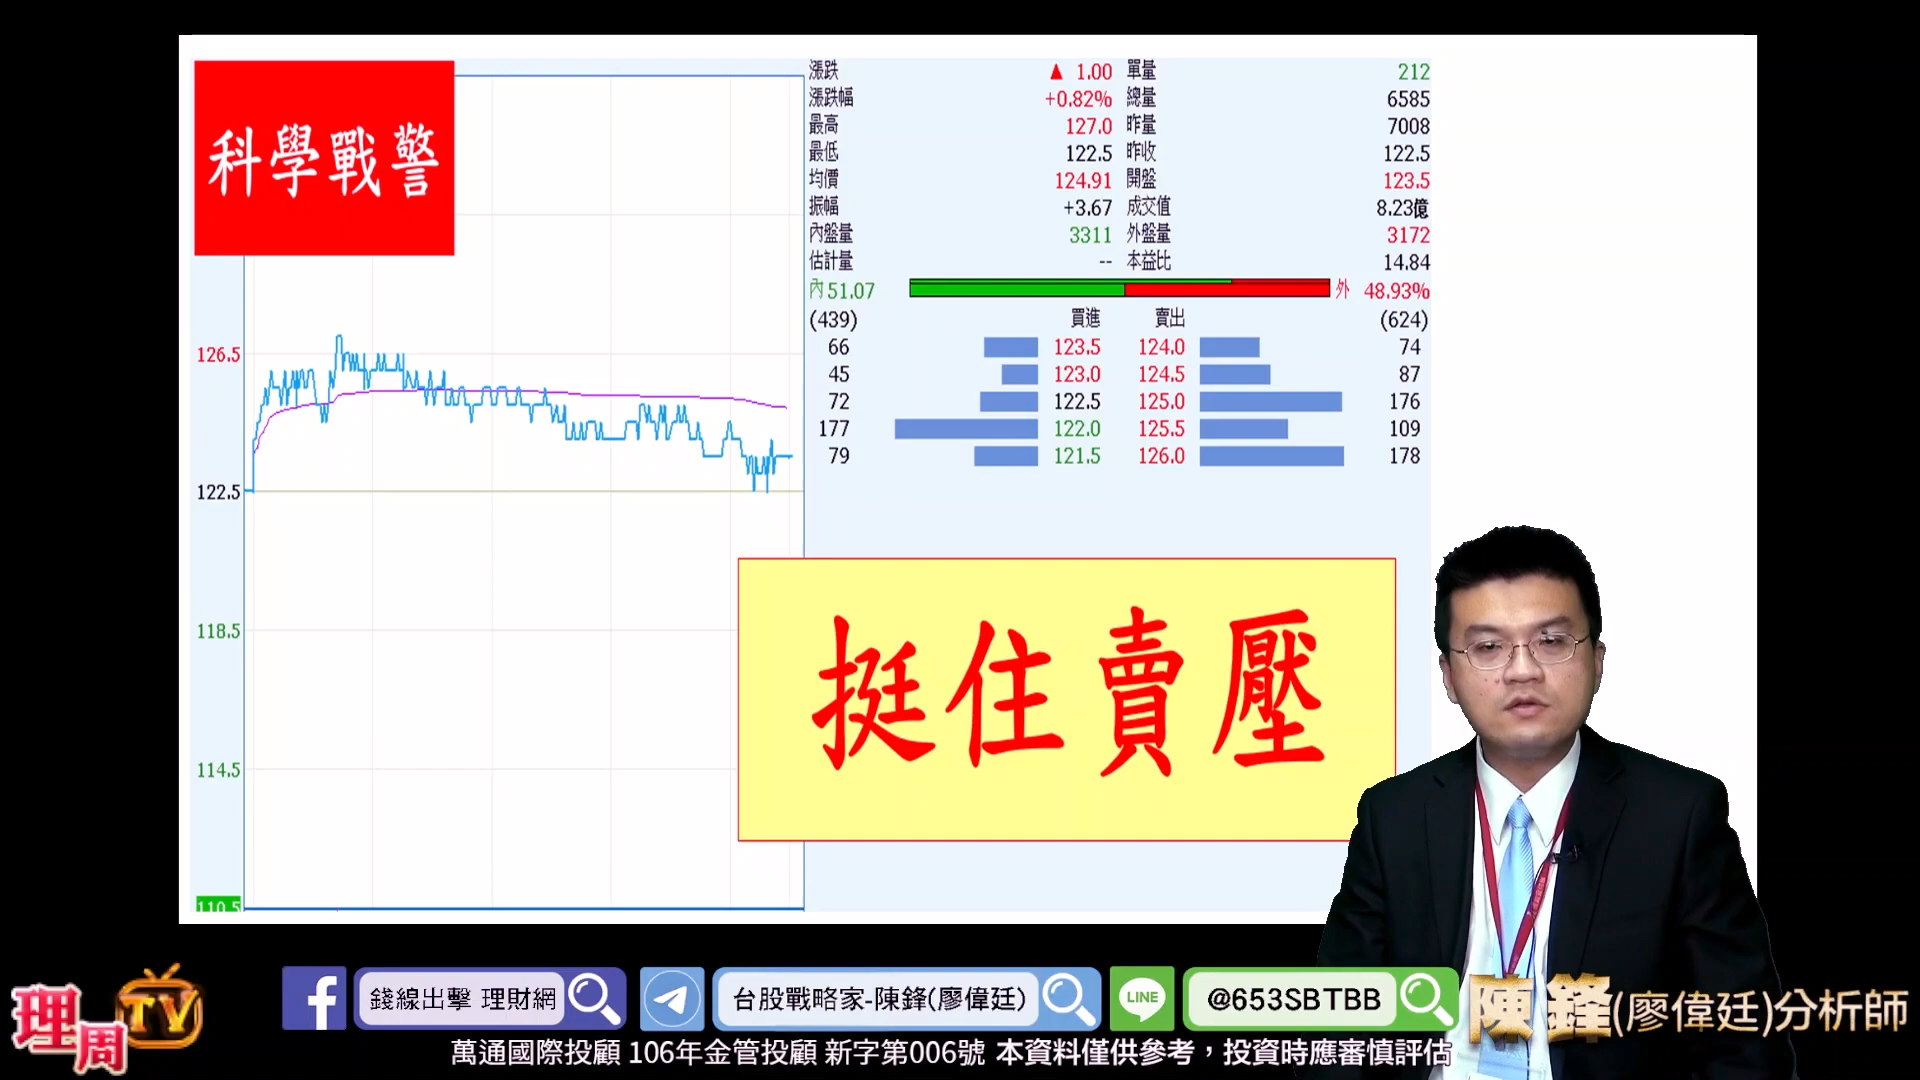 科學戰警
漲跌 ▲ 1.00 單量 212
漲跌幅 +0.82% 總量 6585
最高 127.0 昨量 7008
最低 122.5 昨收 122.5
均價 124.91 開盤 123.5
振幅 +3.67 成交值 8.23億
內盤量 3311 外盤量 3172
估計量 -- 本益比 14.84
內 51.07 外 48.93%
(439) 買進 賣出 (624)
66 123.5 124.0 74
45 123.0 124.5 87
72 122.5 125.0 176
177 122.0 125.5 109
79 121.5 126.0 178
126.5
122.5
118.5
114.5
110.5
挺住賣壓
理周TV
錢線出擊 理財網
台股戰略家-陳鋒(廖偉廷)
LINE
@653SBTBB
陳鋒(廖偉廷)分析師
萬通國際投顧 106年金管投顧 新字第006號 本資料僅供參考，投資時應審慎評估